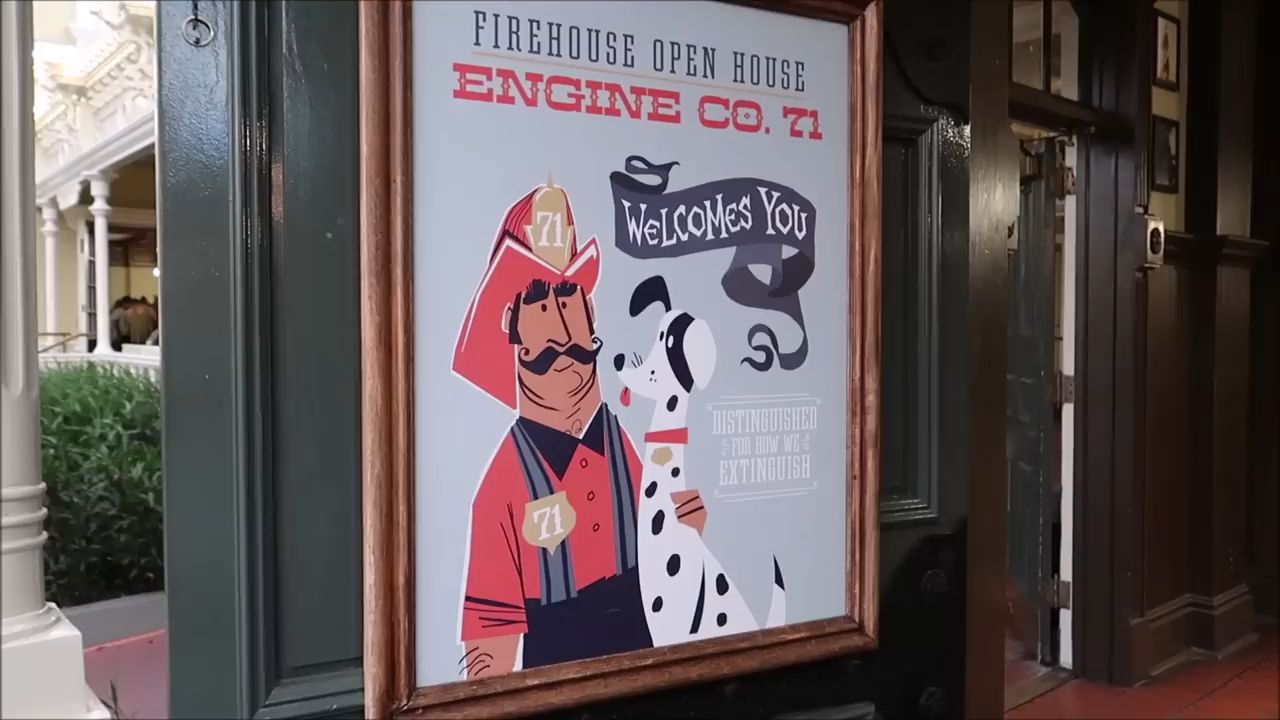 FIREHOUSE OPEN HOUSE
ENGINE CO. 71
WELCOMES YOU
71
DISTINGUISHED
FOR HOW WE
EXTINGUISH
71